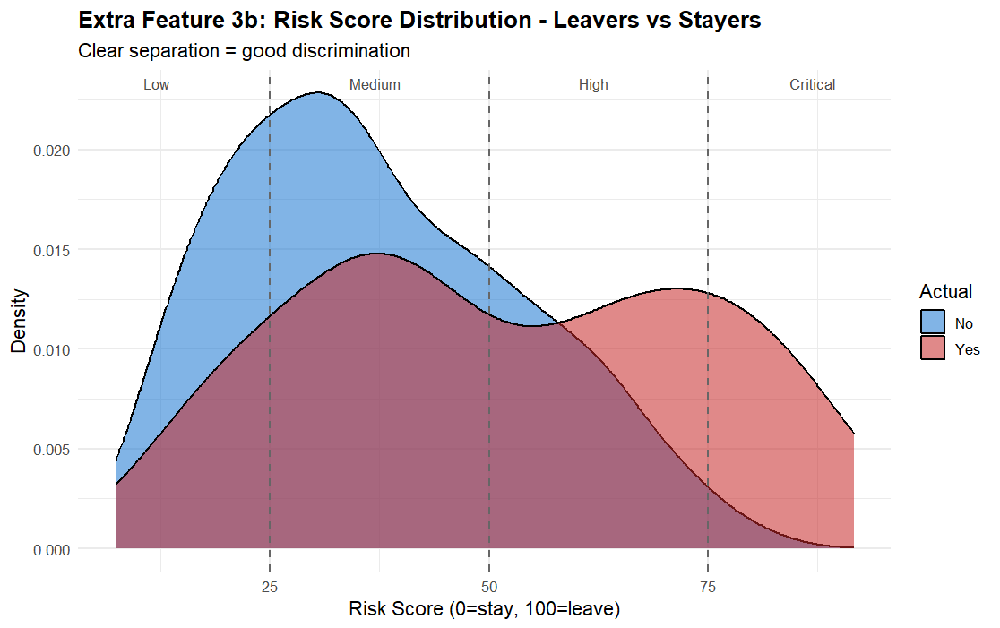 Extra Feature 3b: Risk Score Distribution - Leavers vs Stayers
Clear separation = good discrimination
Low Medium High Critical
0.020
0.015
0.010
0.005
0.000
Density
25 50 75
Risk Score (0=stay, 100=leave)
Actual
No
Yes